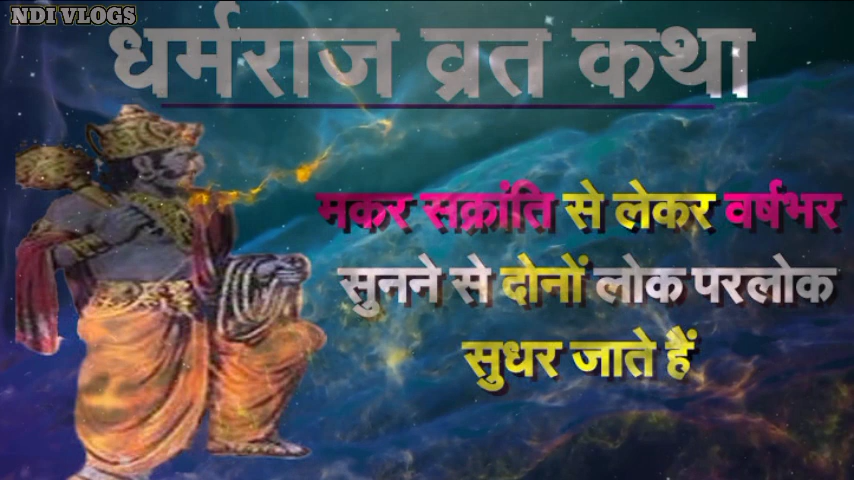 NDI VLOGS
धर्मराज व्रत कथा
मकर सक्रांति से लेकर वर्षभर
सुनने से दोनों लोक परलोक
सुधर जाते हैं